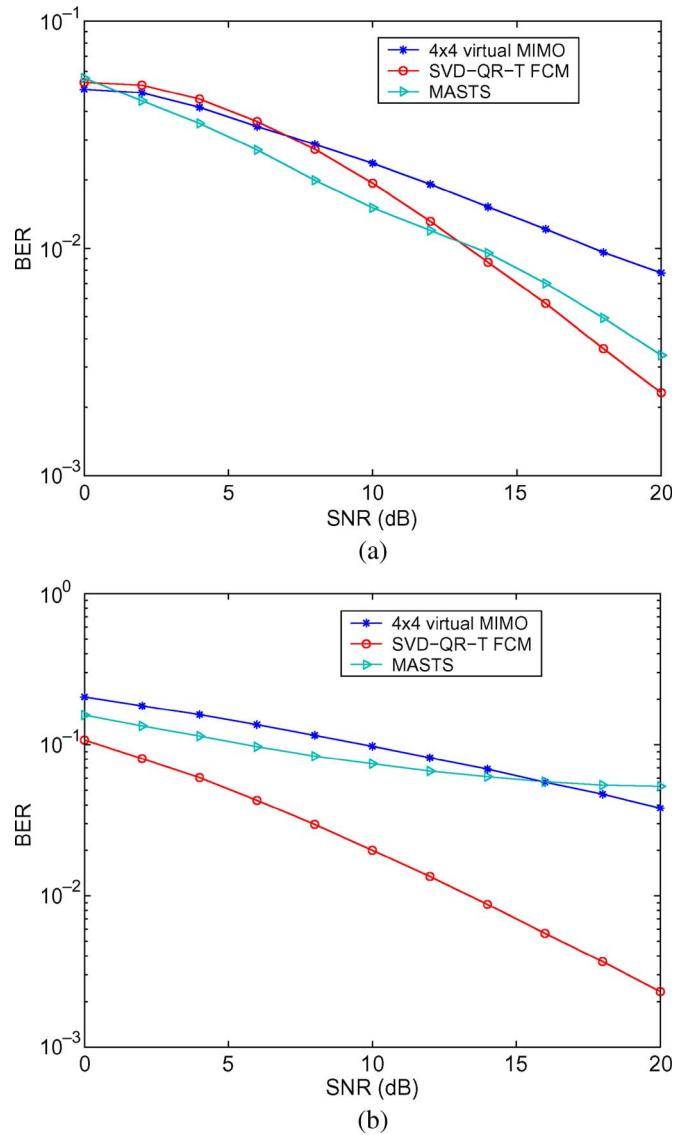 10^-1
4x4 virtual MIMO
SVD-QR-T FCM
MASTS
BER
10^-2
10^-3
0 5 10 15 20
SNR (dB)
(a)
10^0
4x4 virtual MIMO
SVD-QR-T FCM
MASTS
10^-1
BER
10^-2
10^-3
0 5 10 15 20
SNR (dB)
(b)